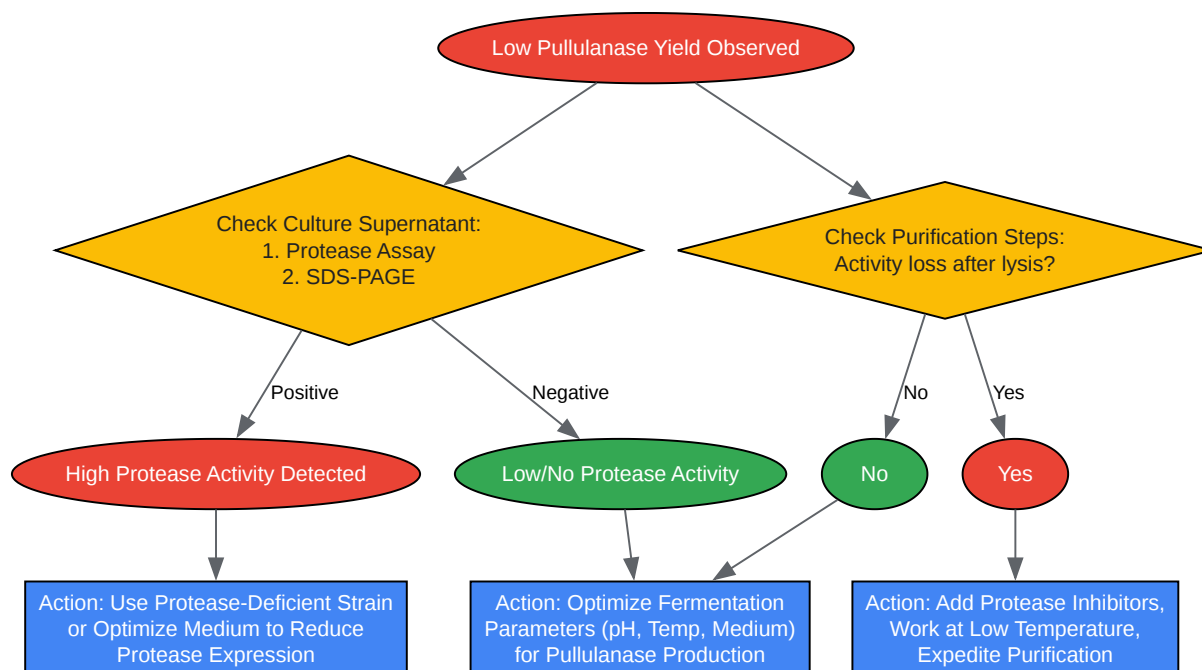 Low Pullulanase Yield Observed
Check Culture Supernatant:
1. Protease Assay
2. SDS-PAGE
Check Purification Steps:
Activity loss after lysis?
Positive
Negative
No
Yes
High Protease Activity Detected
Low/No Protease Activity
No
Yes
Action: Use Protease-Deficient Strain
or Optimize Medium to Reduce
Protease Expression
Action: Optimize Fermentation
Parameters (pH, Temp, Medium)
for Pullulanase Production
Action: Add Protease Inhibitors,
Work at Low Temperature,
Expedite Purification